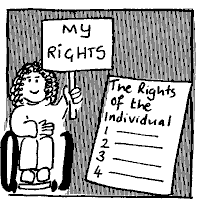 MY
RIGHTS
The Rights
of the
Individual
1
2
3
4